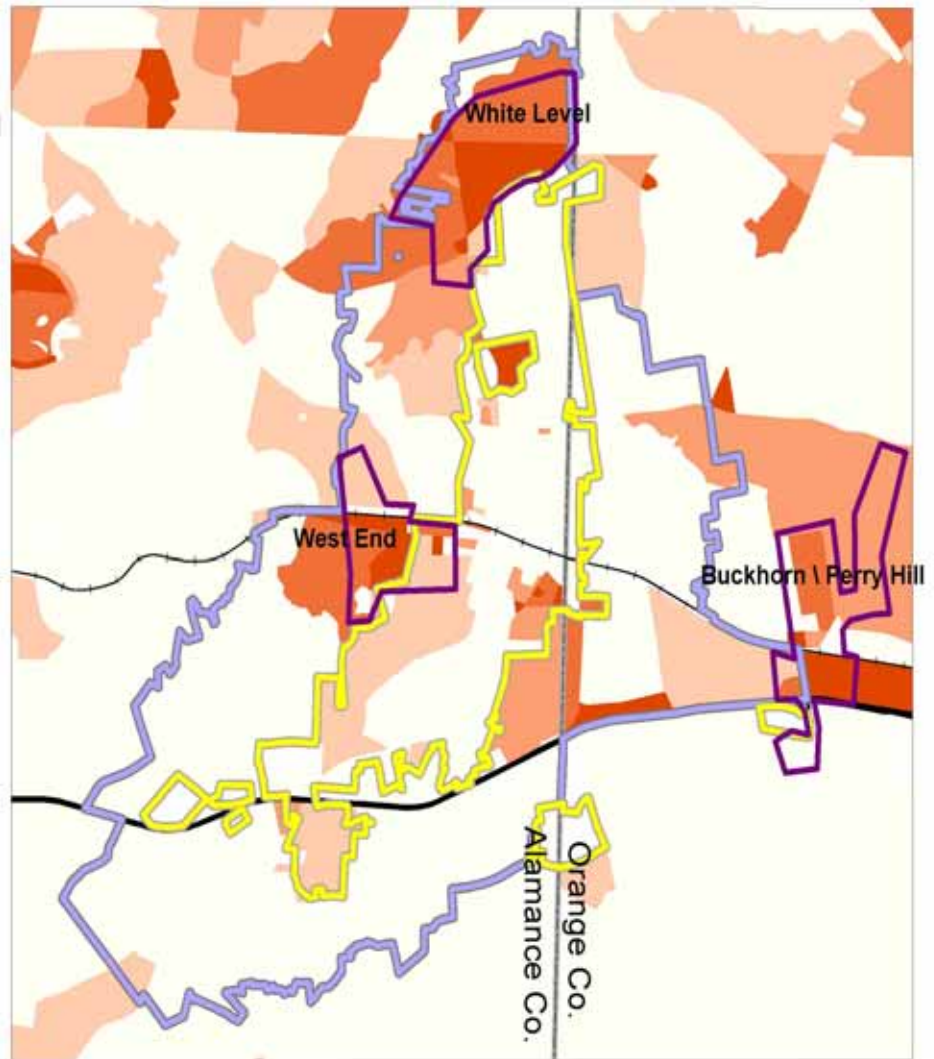 White Level
West End
Buckhorn \ Perry Hill
Orange Co.
Alamance Co.